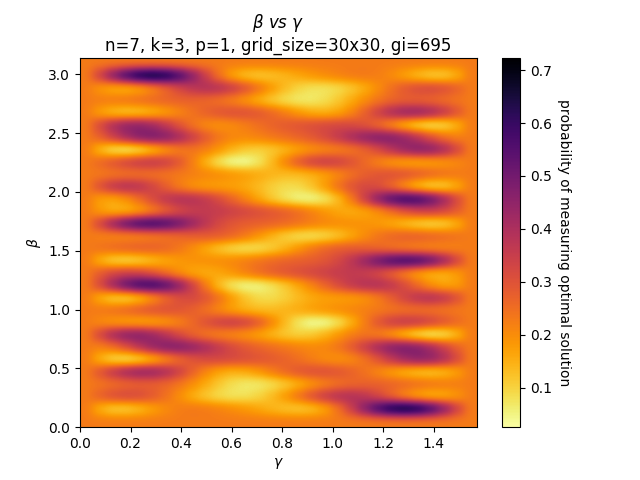 β vs γ
n=7, k=3, p=1, grid_size=30x30, gi=695
3.0
2.5
2.0
1.5
1.0
0.5
0.0
β
0.0 0.2 0.4 0.6 0.8 1.0 1.2 1.4
γ
0.7
0.6
0.5
0.4
0.3
0.2
0.1
probability of measuring optimal solution